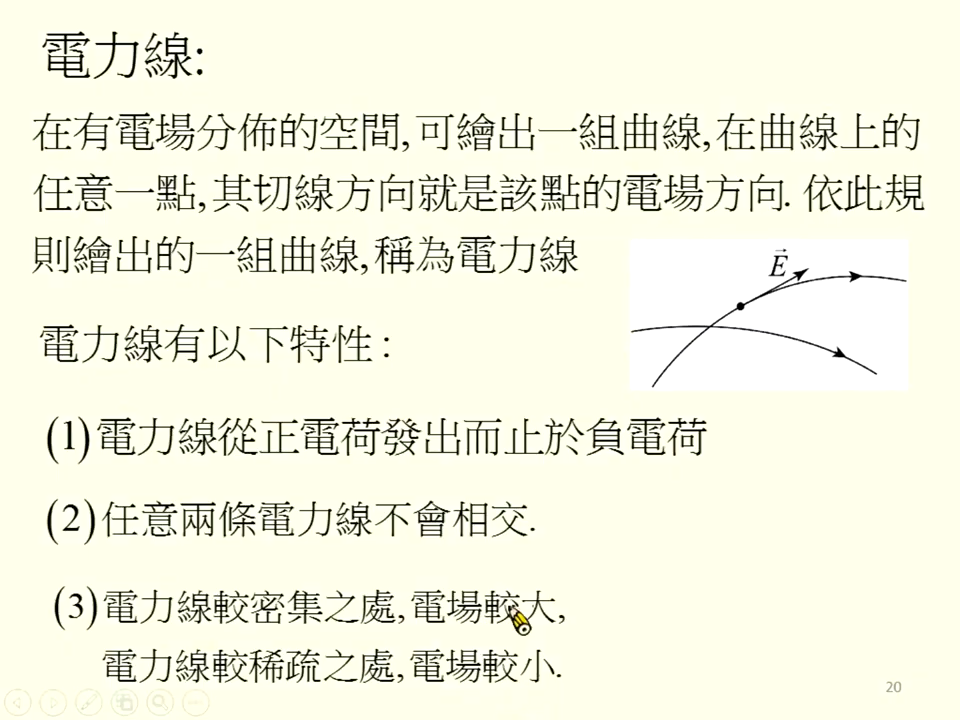 電力線:
在有電場分佈的空間,可繪出一組曲線,在曲線上的
任意一點,其切線方向就是該點的電場方向. 依此規
則繪出的一組曲線,稱為電力線
E⃗
電力線有以下特性 :
(1)電力線從正電荷發出而止於負電荷
(2)任意兩條電力線不會相交.
(3)電力線較密集之處,電場較大,
電力線較稀疏之處,電場較小.
20